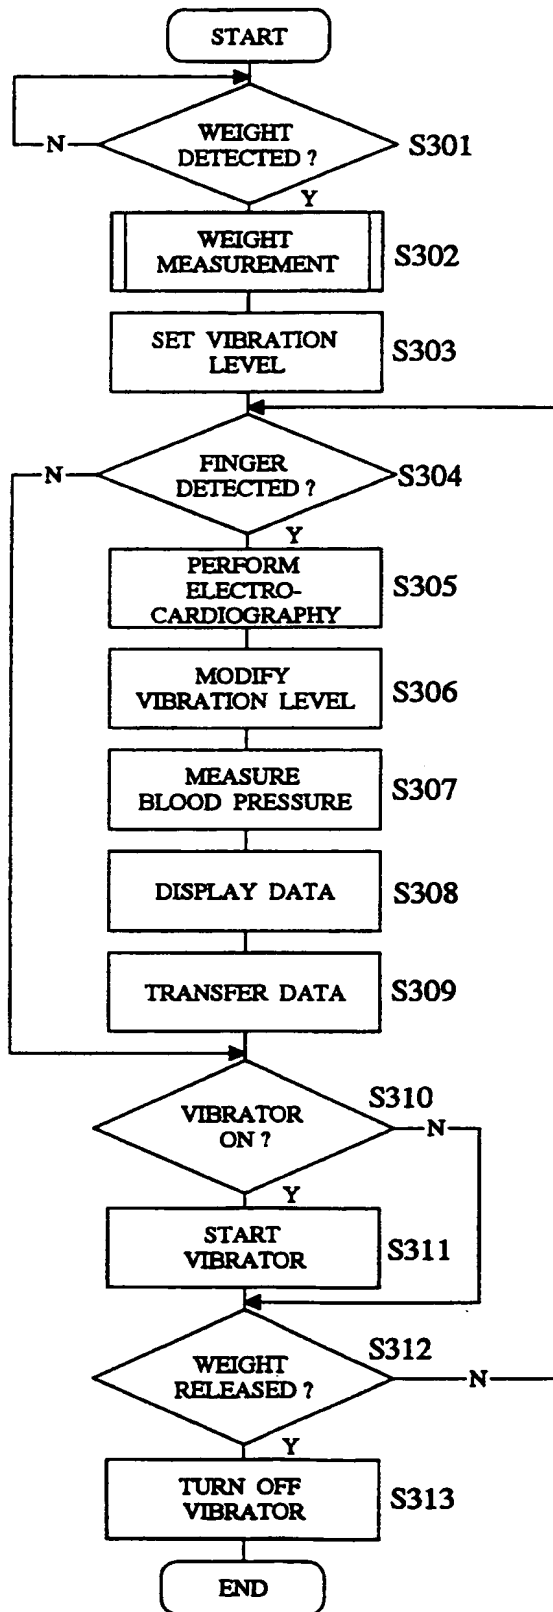 START
WEIGHT
DETECTED ?
S301
N
Y
WEIGHT
MEASUREMENT
S302
SET VIBRATION
LEVEL
S303
FINGER
DETECTED ?
S304
N
Y
PERFORM
ELECTRO-
CARDIOGRAPHY
S305
MODIFY
VIBRATION LEVEL
S306
MEASURE
BLOOD PRESSURE
S307
DISPLAY DATA
S308
TRANSFER DATA
S309
VIBRATOR
ON ?
S310
N
Y
START
VIBRATOR
S311
WEIGHT
RELEASED ?
S312
N
Y
TURN OFF
VIBRATOR
S313
END